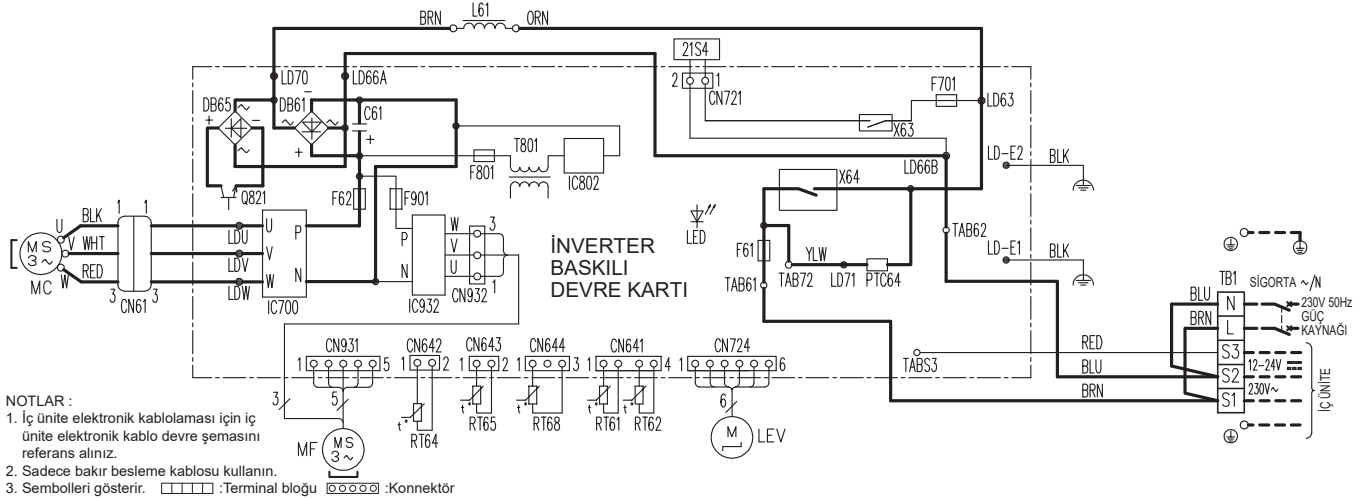 L61
BRN ORN
21S4
LD70 LD66A
2 1
CN721
F701
LD63
DB65 DB61
C61
X63
+ - ~ ~
- ~ ~ +
+
T801
F801
IC802
LD66B
LD-E2 BLK
Q821
F62 F901
X64
LED
U BLK 1 1
V WHT
W RED 3 3
MS
3~
MC
CN61
LDU U P
LDV V
LDW W N
IC700
P W 3
V
N U 1
IC932 CN932
İNVERTER
BASKILI
DEVRE KARTI
F61
YLW
TAB61 TAB72 LD71 PTC64
TAB62
LD-E1 BLK
TB1 SİGORTA ~/N
BLU N 230V 50Hz
BRN L GÜÇ
KAYNAĞI
RED S3
TABS3
BLU S2 12-24V
BRN S1 230V~
İÇ ÜNİTE
CN931 CN642 CN643 CN644 CN641 CN724
1 5 1 2 1 2 1 3 1 4 1 6
3 5 6
t° t° t° t° t°
RT64 RT65 RT68 RT61 RT62
MF MS
3~
M LEV
NOTLAR :
1. İç ünite elektronik kablolaması için iç
ünite elektronik kablo devre şemasını
referans alınız.
2. Sadece bakır besleme kablosu kullanın.
3. Sembolleri gösterir. :Terminal bloğu :Konnektör